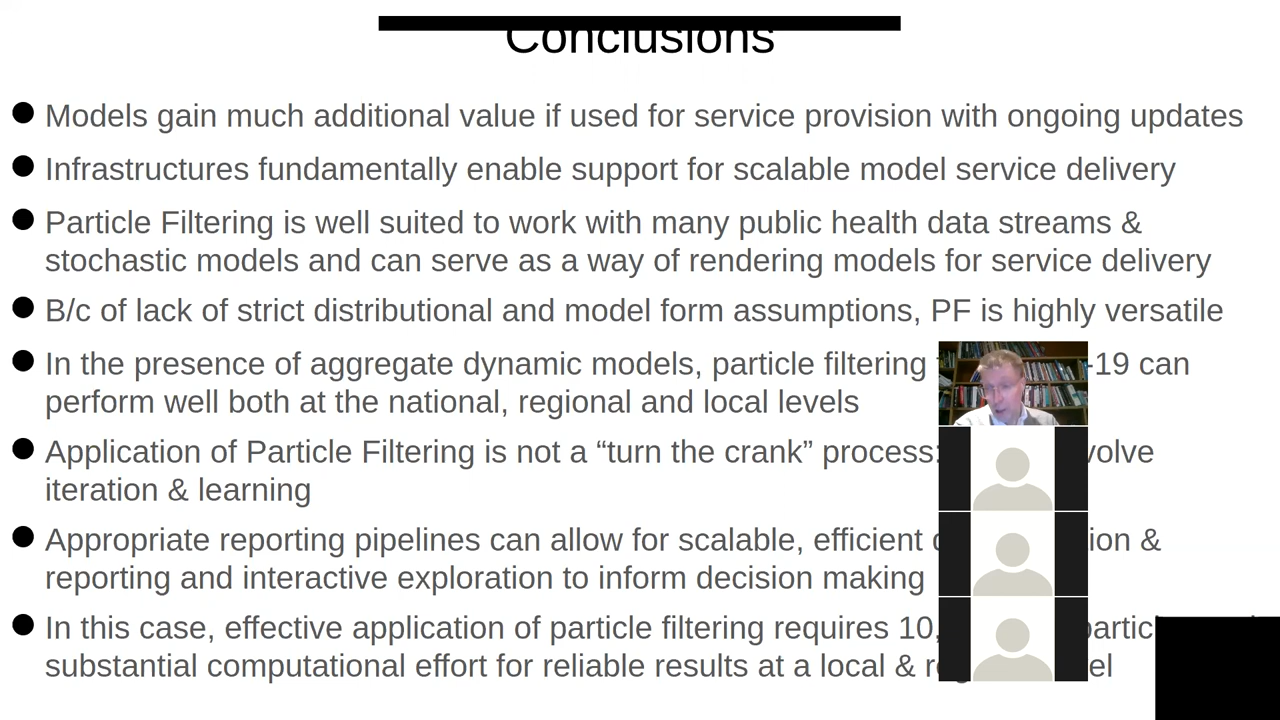 Conclusions
● Models gain much additional value if used for service provision with ongoing updates
● Infrastructures fundamentally enable support for scalable model service delivery
● Particle Filtering is well suited to work with many public health data streams &
stochastic models and can serve as a way of rendering models for service delivery
● B/c of lack of strict distributional and model form assumptions, PF is highly versatile
● In the presence of aggregate dynamic models, particle filtering -19 can
perform well both at the national, regional and local levels
● Application of Particle Filtering is not a “turn the crank” process:
iteration & learning
● Appropriate reporting pipelines can allow for scalable, efficient &
reporting and interactive exploration to inform decision making
● In this case, effective application of particle filtering requires 10,
substantial computational effort for reliable results at a local &